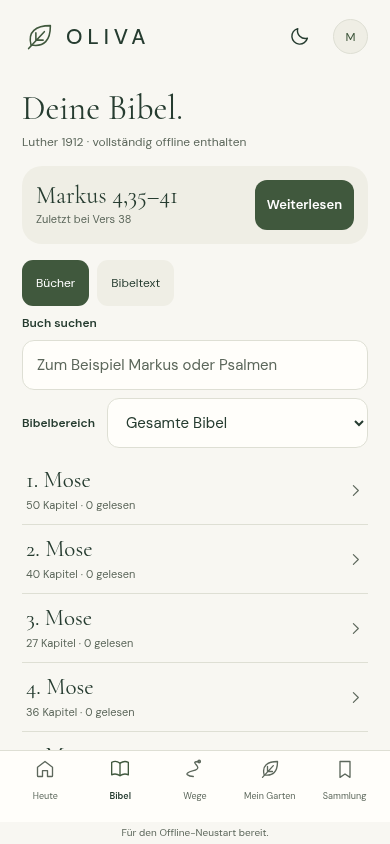 OLIVA
M
Deine Bibel.
Luther 1912 · vollständig offline enthalten
Markus 4,35–41
Zuletzt bei Vers 38
Weiterlesen
Bücher
Bibeltext
Buch suchen
Zum Beispiel Markus oder Psalmen
Bibelbereich
Gesamte Bibel
1. Mose
50 Kapitel · 0 gelesen
2. Mose
40 Kapitel · 0 gelesen
3. Mose
27 Kapitel · 0 gelesen
4. Mose
36 Kapitel · 0 gelesen
Heute
Bibel
Wege
Mein Garten
Sammlung
Für den Offline-Neustart bereit.